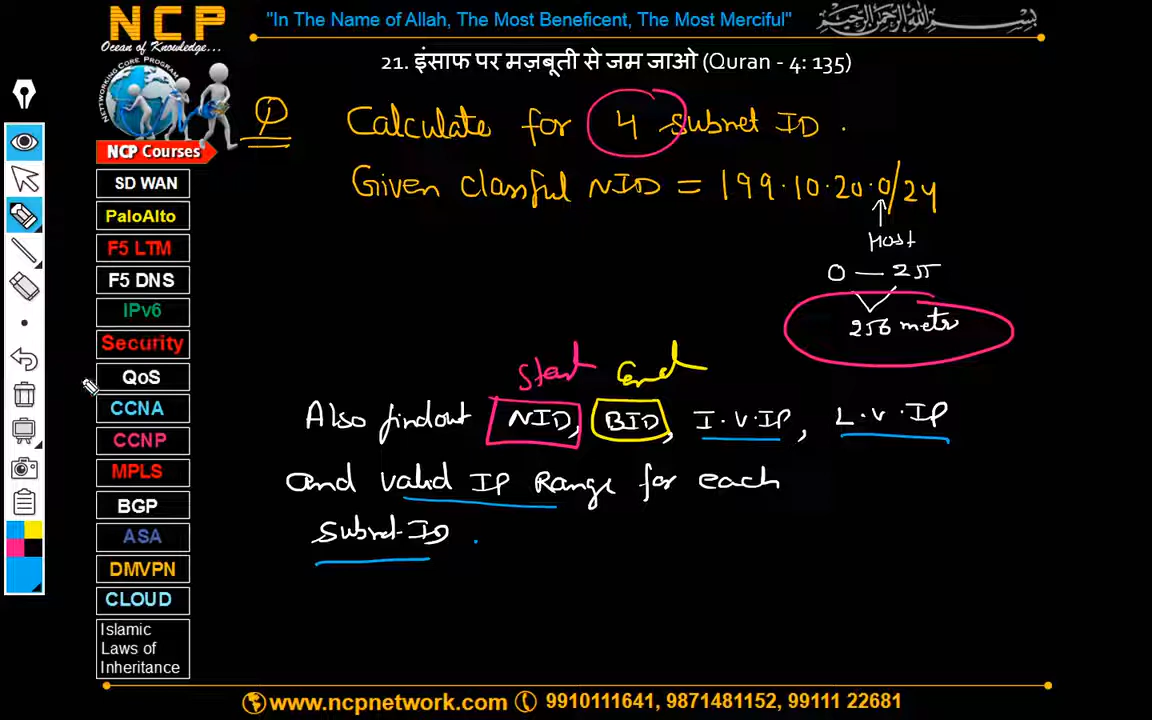 NCP
Ocean of Knowledge...
"In The Name of Allah, The Most Beneficent, The Most Merciful"
NETWORKING CORE PROGRAM
21. इंसाफ पर मज़बूती से जम जाओ (Quran - 4: 135)
Q
Calculate for 4 subnet ID.
Given classful NID = 199.10.20.0/24
Host
0 — 255
256 meter
NCP Courses
SD WAN
PaloAlto
F5 LTM
F5 DNS
IPv6
Security
QoS
CCNA
CCNP
MPLS
BGP
ASA
DMVPN
CLOUD
Islamic
Laws of
Inheritance
Start End
Also findout NID, BID, I.V.IP, L.V.IP
and valid IP Range for each
subnet-ID.
www.ncpnetwork.com 9910111641, 9871481152, 99111 22681